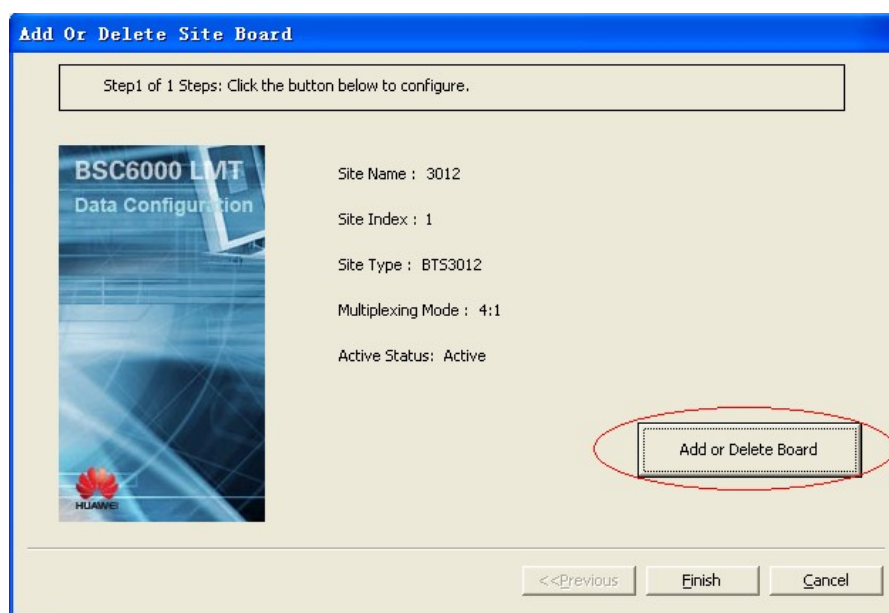 Add Or Delete Site Board
Step1 of 1 Steps: Click the button below to configure.
BSC6000 LMT
Data Configuration
Site Name : 3012
Site Index : 1
Site Type : BTS3012
Multiplexing Mode : 4:1
Active Status: Active
Add or Delete Board
HUAWEI
<<Previous
Finish
Cancel